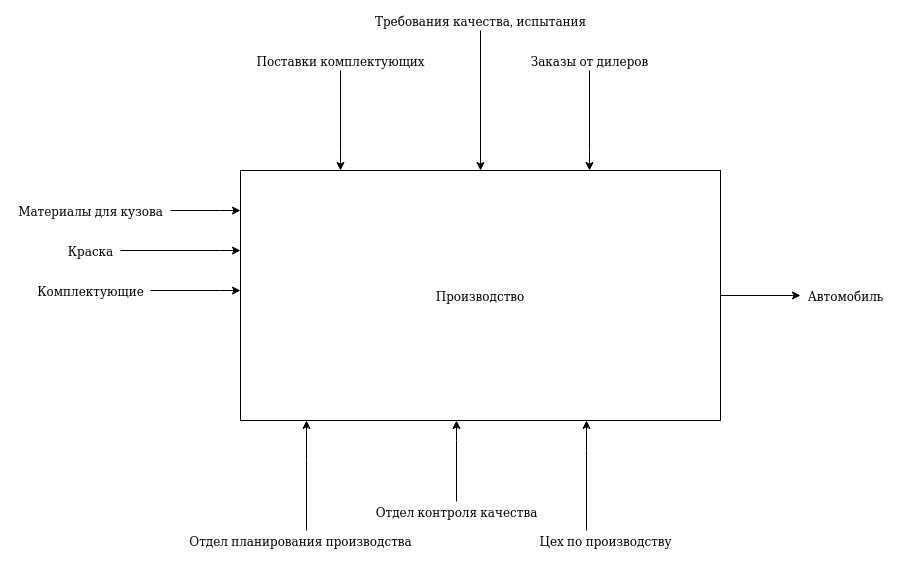 Требования качества, испытания
Поставки комплектующих
Заказы от дилеров
Материалы для кузова
Краска
Комплектующие
Производство
Автомобиль
Отдел контроля качества
Отдел планирования производства
Цех по производству